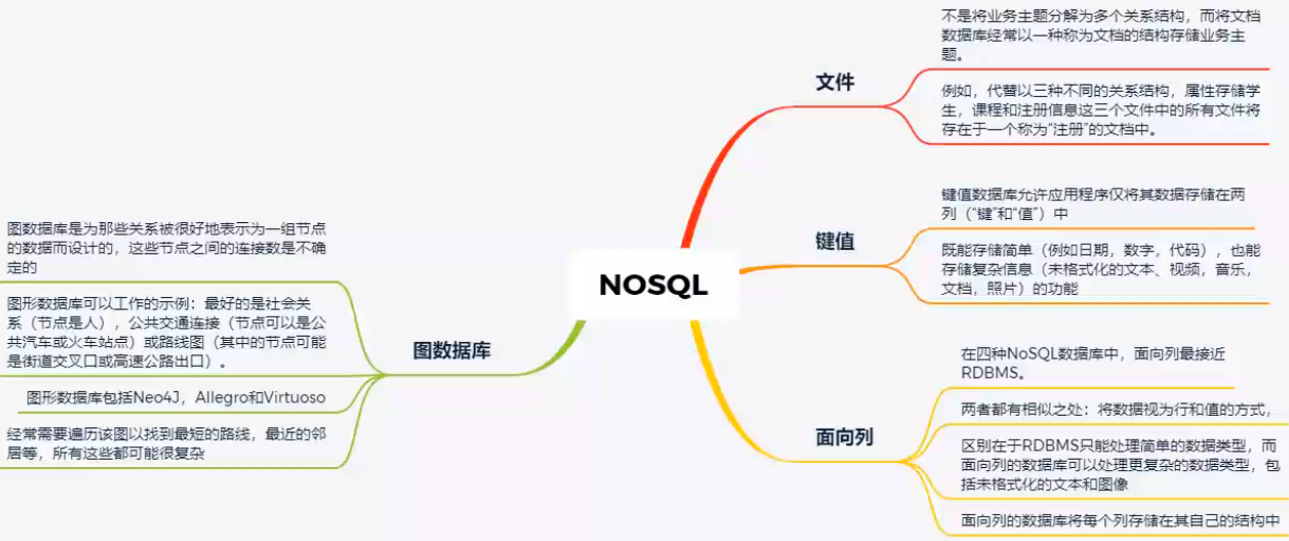 NOSQL
文件
不是将业务主题分解为多个关系结构，而将文档
数据库经常以一种称为文档的结构存储业务主
题。
例如，代替以三种不同的关系结构，属性存储学
生，课程和注册信息这三个文件中的所有文件将
存在于一个称为“注册”的文档中。
键值
键值数据库允许应用程序仅将其数据存储在两
列（“键”和“值”）中
既能存储简单（例如日期，数字，代码），也能
存储复杂信息（未格式化的文本、视频，音乐，
文档，照片）的功能
面向列
在四种NoSQL数据库中，面向列最接近
RDBMS。
两者都有相似之处：将数据视为行和值的方式，
区别在于RDBMS只能处理简单的数据类型，而
面向列的数据库可以处理更复杂的数据类型，包
括未格式化的文本和图像
面向列的数据库将每个列存储在其自己的结构中
图数据库
图数据库是为那些关系被很好地表示为一组节点
的数据而设计的，这些节点之间的连接数是不确
定的
图形数据库可以工作的示例：最好的是社会关
系（节点是人），公共交通连接（节点可以是公
共汽车或火车站点）或路线图（其中的节点可能
是街道交叉口或高速公路出口）。
图形数据库包括Neo4J，Allegro和Virtuoso
经常需要遍历该图以找到最短的路线，最近的邻
居等，所有这些都可能很复杂